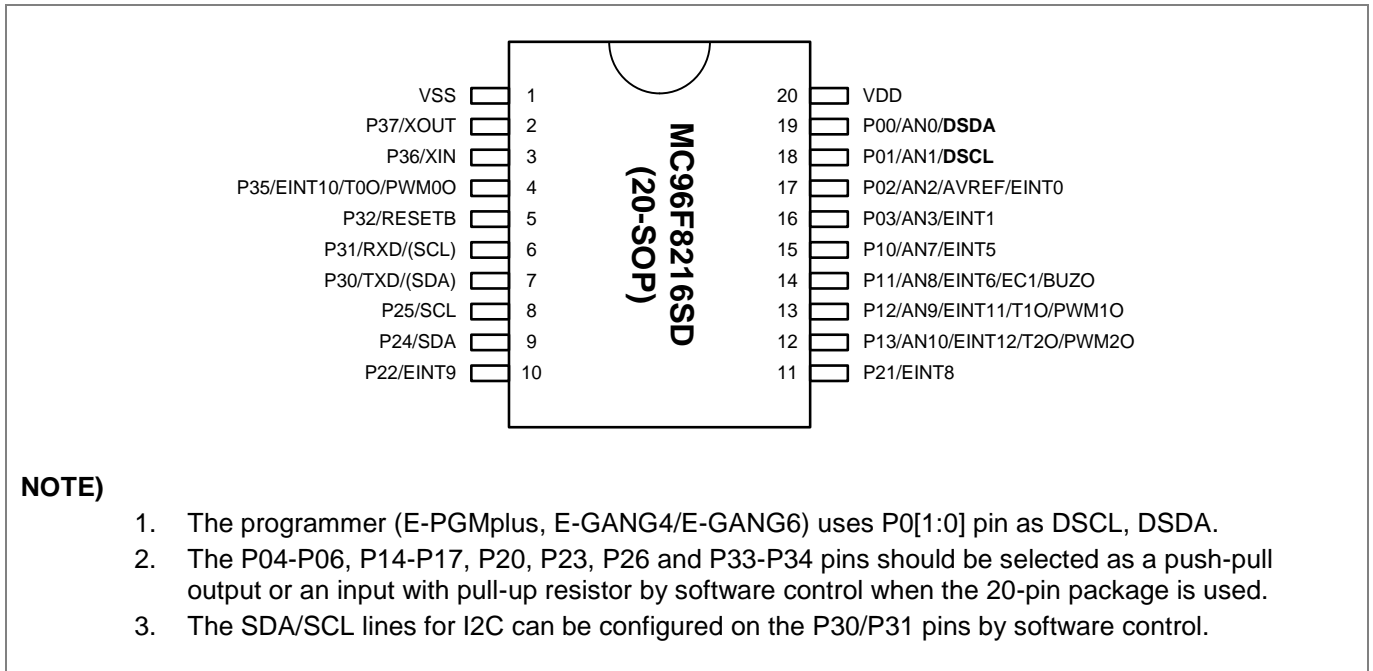 VSS 1 20 VDD
P37/XOUT 2 19 P00/AN0/DSDA
P36/XIN 3 18 P01/AN1/DSCL
P35/EINT10/T0O/PWM0O 4 17 P02/AN2/AVREF/EINT0
P32/RESETB 5 16 P03/AN3/EINT1
P31/RXD/(SCL) 6 15 P10/AN7/EINT5
P30/TXD/(SDA) 7 14 P11/AN8/EINT6/EC1/BUZO
P25/SCL 8 13 P12/AN9/EINT11/T1O/PWM1O
P24/SDA 9 12 P13/AN10/EINT12/T2O/PWM2O
P22/EINT9 10 11 P21/EINT8
MC96F8216SD
(20-SOP)
NOTE)
1. The programmer (E-PGMplus, E-GANG4/E-GANG6) uses P0[1:0] pin as DSCL, DSDA.
2. The P04-P06, P14-P17, P20, P23, P26 and P33-P34 pins should be selected as a push-pull
output or an input with pull-up resistor by software control when the 20-pin package is used.
3. The SDA/SCL lines for I2C can be configured on the P30/P31 pins by software control.